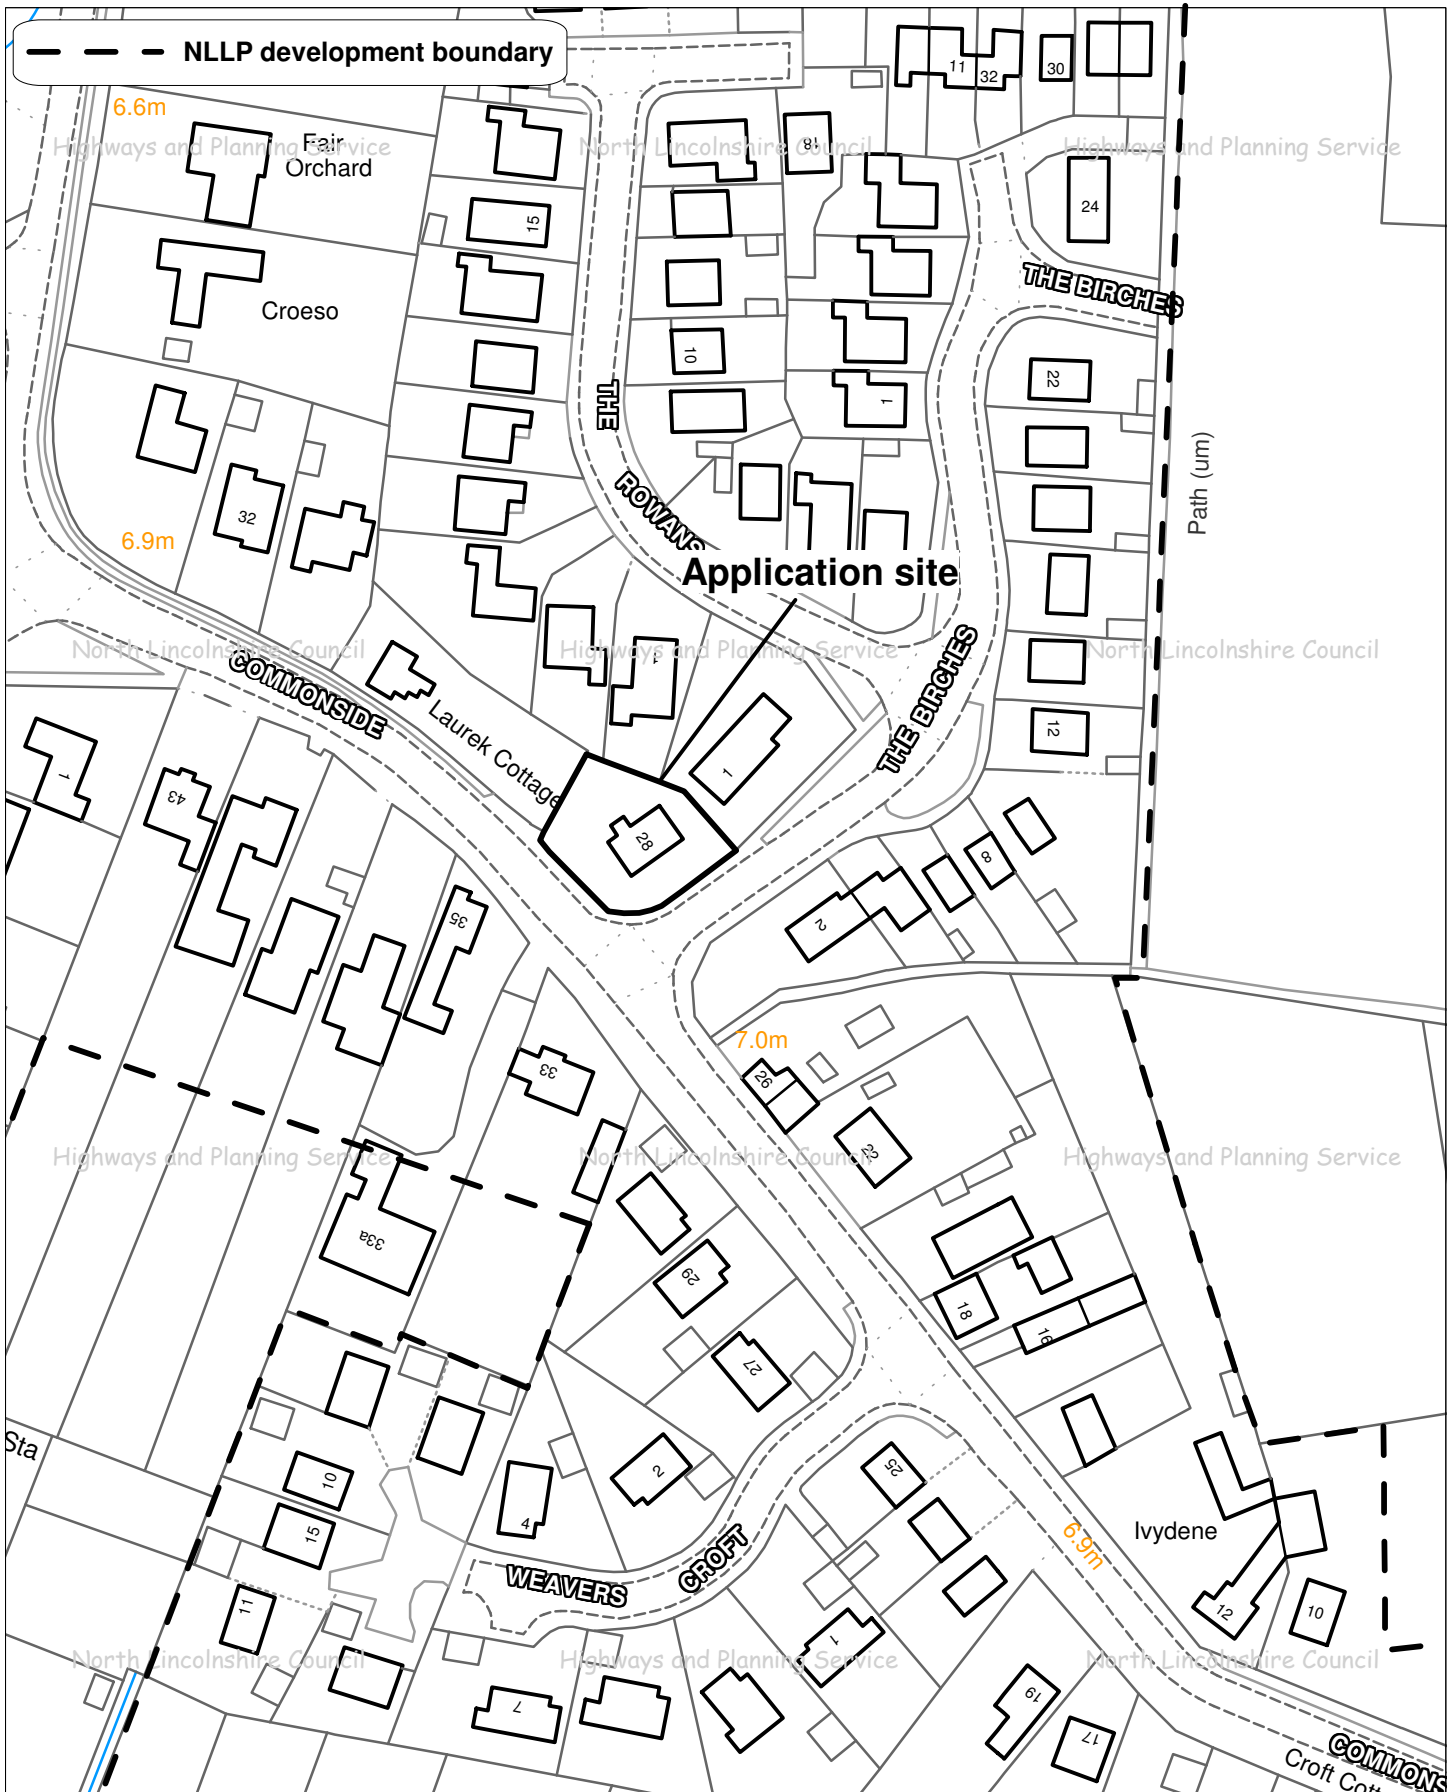 NLLP development boundary
6.6m
Highways and Planning Service
North Lincolnshire Council
Highways and Planning Service
Fair
Orchard
11
32
30
18
24
15
THE BIRCHES
Croeso
10
22
1
THE
ROWANS
Path (um)
32
6.9m
Application site
North Lincolnshire Council
Highways and Planning Service
North Lincolnshire Council
COMMONSIDE
1
THE BIRCHES
Laurek Cottage
12
1
1
43
28
8
2
35
7.0m
33
26
22
Highways and Planning Service
North Lincolnshire Council
Highways and Planning Service
33a
29
18
16
27
Sta
10
2
25
4
15
Ivydene
6.9m
WEAVERS
CROFT
11
12
10
1
North Lincolnshire Council
Highways and Planning Service
North Lincolnshire Council
7
19
17
COMMONS
Croft Cott